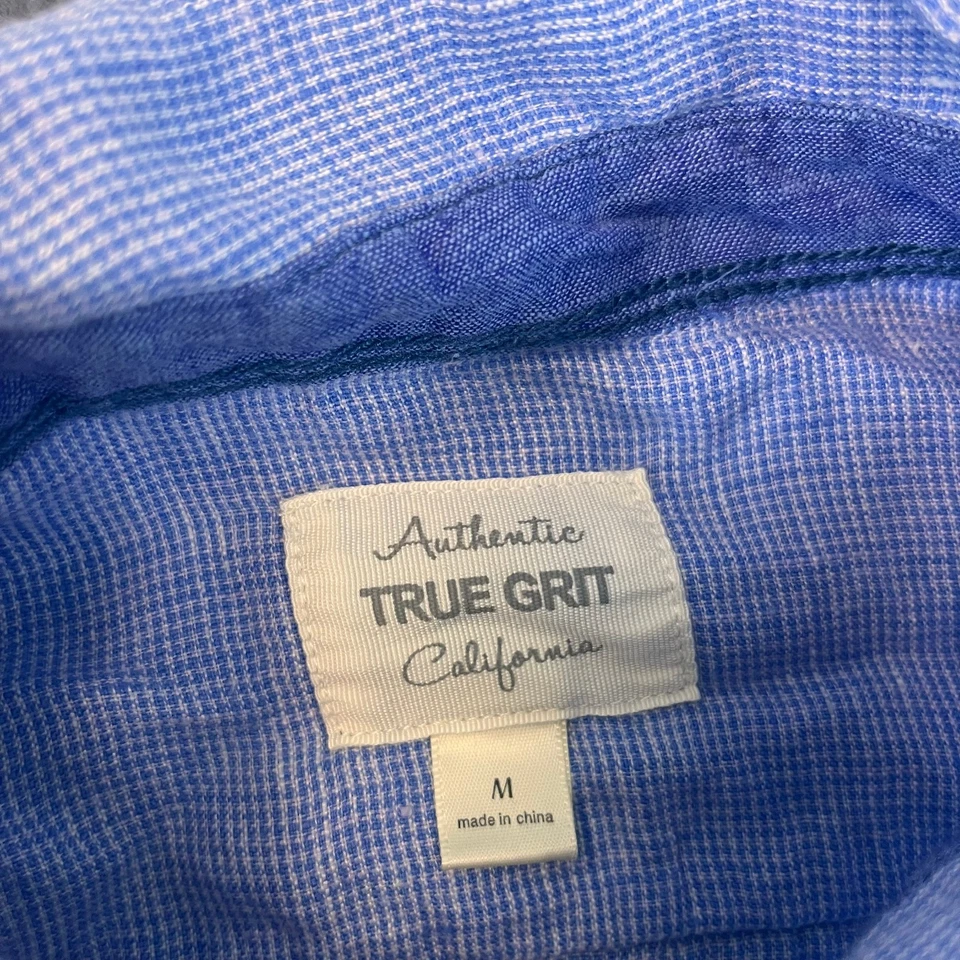 Authentic
TRUE GRIT
California
M
made in china